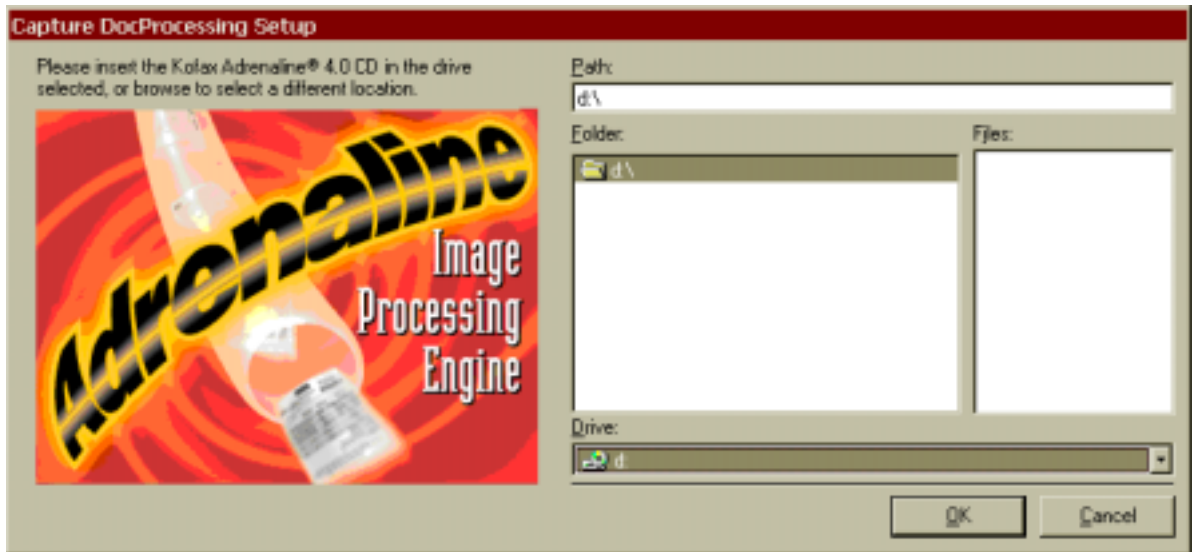 Capture DocProcessing Setup
Please insert the Kofax Adrenaline® 4.0 CD in the drive
selected, or browse to select a different location.
Adrenaline
Image
Processing
Engine
Path:
d:\
Folder:
Files:
d:\
Drive:
d:
OK
Cancel